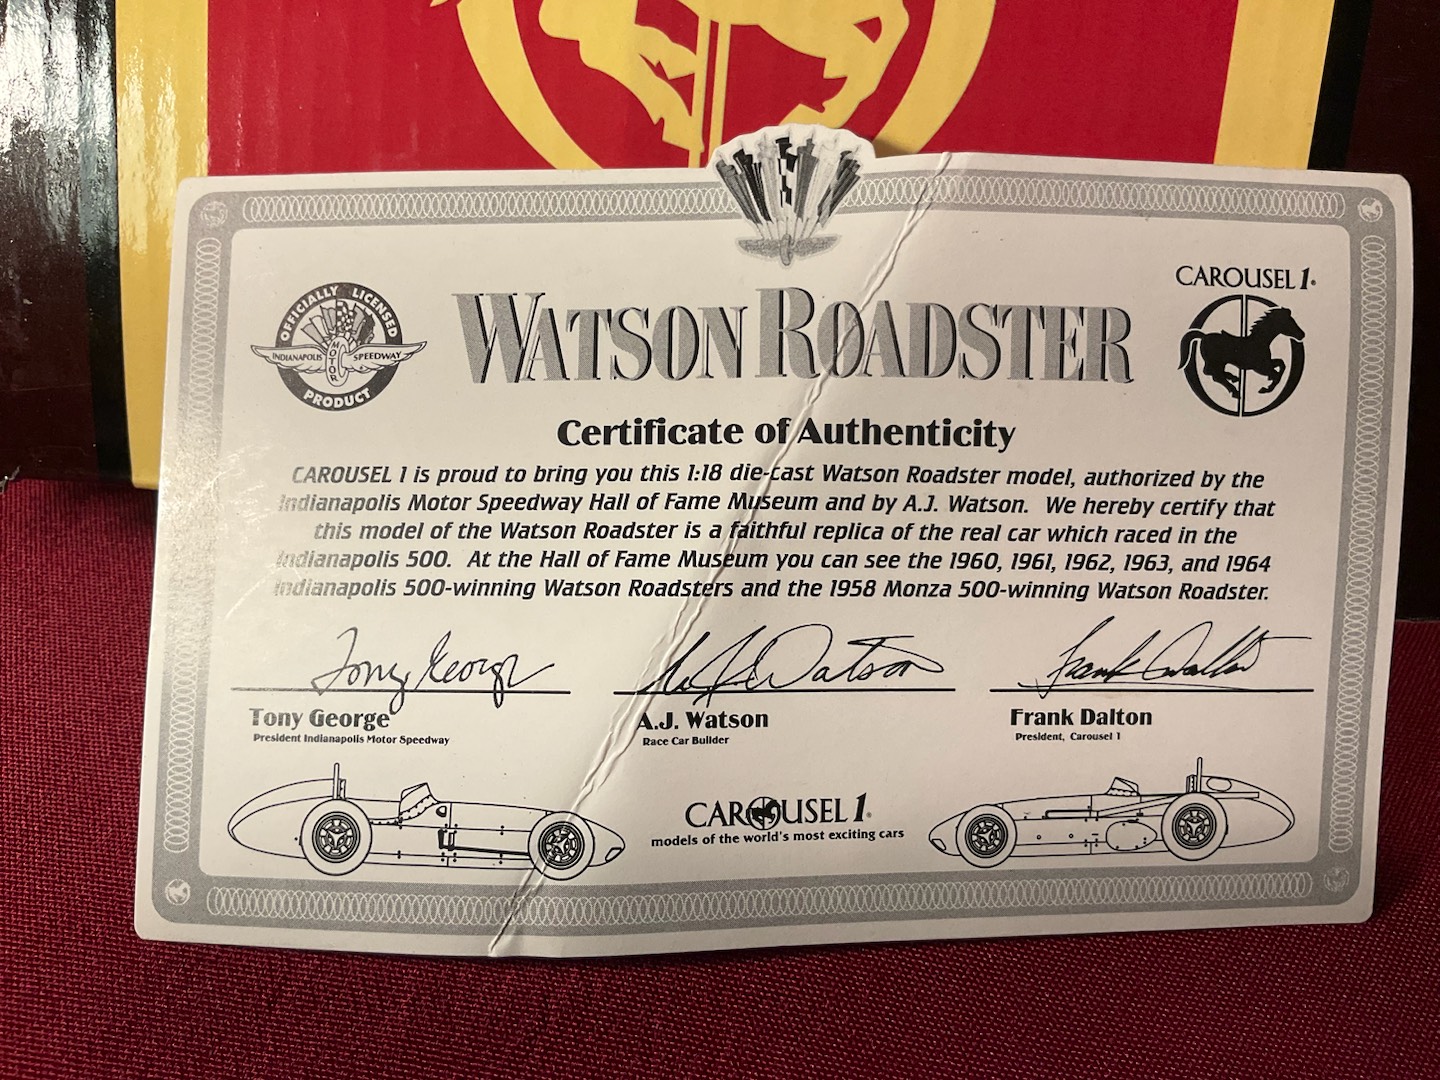 OFFICIALLY LICENSED
INDIANAPOLIS MOTOR SPEEDWAY
PRODUCT
WATSON ROADSTER
CAROUSEL 1
Certificate of Authenticity
CAROUSEL 1 is proud to bring you this 1:18 die-cast Watson Roadster model, authorized by the
Indianapolis Motor Speedway Hall of Fame Museum and by A.J. Watson. We hereby certify that
this model of the Watson Roadster is a faithful replica of the real car which raced in the
Indianapolis 500. At the Hall of Fame Museum you can see the 1960, 1961, 1962, 1963, and 1964
Indianapolis 500-winning Watson Roadsters and the 1958 Monza 500-winning Watson Roadster.
Tony George
A J Watson
Frank Dalton
Tony George
President Indianapolis Motor Speedway
A.J. Watson
Race Car Builder
Frank Dalton
President, Carousel 1
CAROUSEL 1
models of the world's most exciting cars